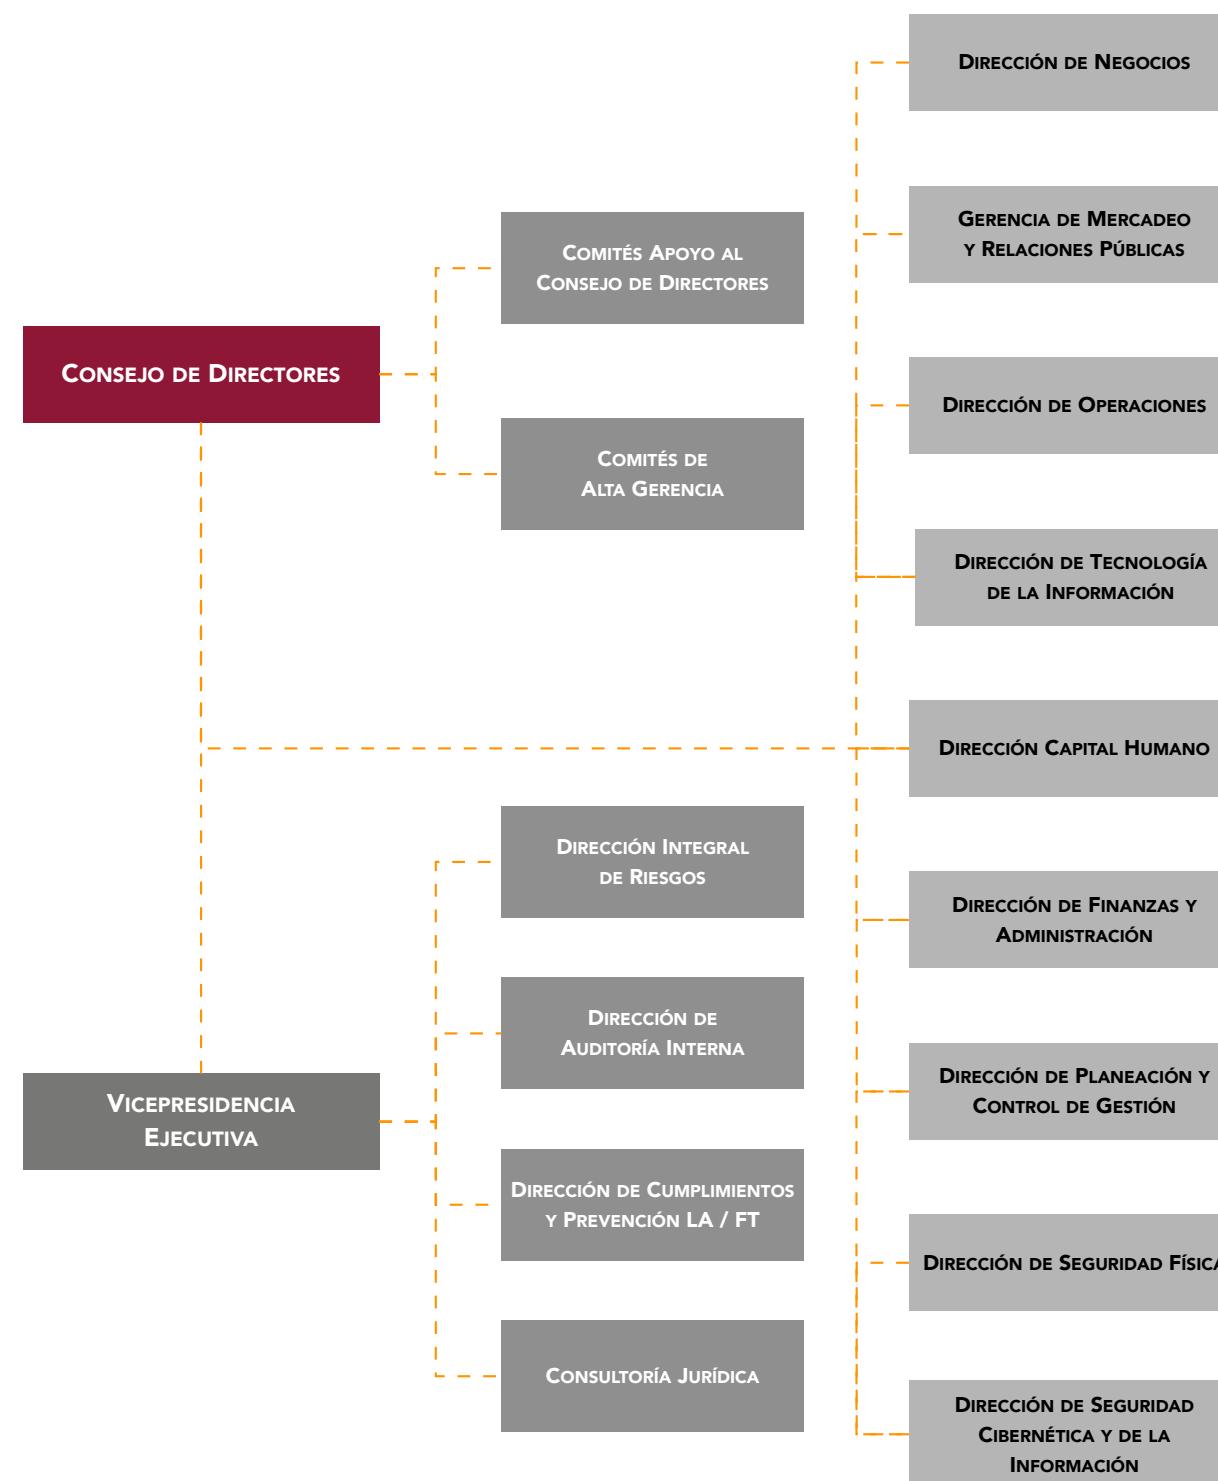 Consejo de Directores
Comités Apoyo al
Consejo de Directores
Comités de
Alta Gerencia
Vicepresidencia
Ejecutiva
Dirección Integral
de Riesgos
Dirección de
Auditoría Interna
Dirección de Cumplimientos
y Prevención LA / FT
Consultoría Jurídica
Dirección de Negocios
Gerencia de Mercadeo
y Relaciones Públicas
Dirección de Operaciones
Dirección de Tecnología
de la Información
Dirección Capital Humano
Dirección de Finanzas y
Administración
Dirección de Planeación y
Control de Gestión
Dirección de Seguridad Física
Dirección de Seguridad
Cibernética y de la
Información